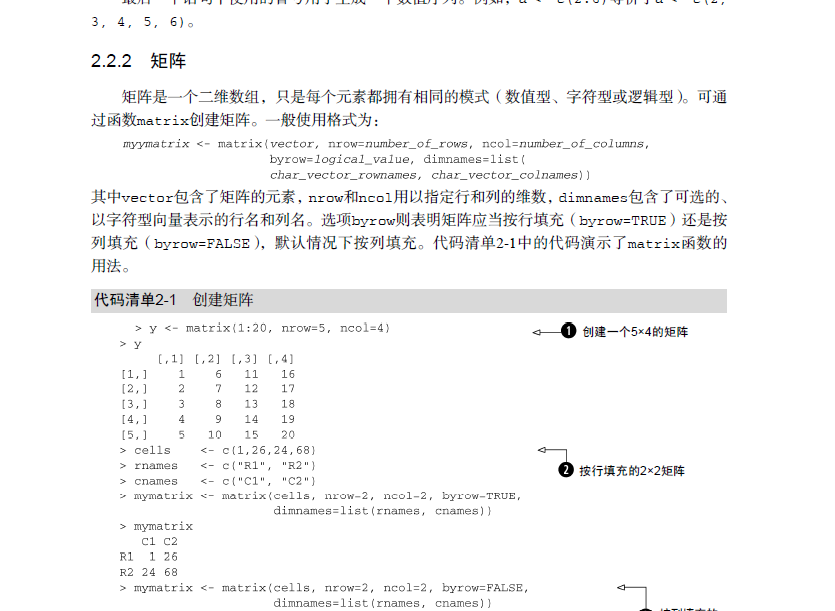 3, 4, 5, 6)。
2.2.2 矩阵
矩阵是一个二维数组，只是每个元素都拥有相同的模式（数值型、字符型或逻辑型）。可通
过函数matrix创建矩阵。一般使用格式为：
myymatrix <- matrix(vector, nrow=number_of_rows, ncol=number_of_columns,
byrow=logical_value, dimnames=list(
char_vector_rownames, char_vector_colnames))
其中vector包含了矩阵的元素，nrow和ncol用以指定行和列的维数，dimnames包含了可选的、
以字符型向量表示的行名和列名。选项byrow则表明矩阵应当按行填充（byrow=TRUE）还是按
列填充（byrow=FALSE），默认情况下按列填充。代码清单2-1中的代码演示了matrix函数的
用法。
代码清单2-1 创建矩阵
> y <- matrix(1:20, nrow=5, ncol=4) ❶ 创建一个5×4的矩阵
> y
[,1] [,2] [,3] [,4]
[1,] 1 6 11 16
[2,] 2 7 12 17
[3,] 3 8 13 18
[4,] 4 9 14 19
[5,] 5 10 15 20
> cells <- c(1,26,24,68)
> rnames <- c("R1", "R2") ❷ 按行填充的2×2矩阵
> cnames <- c("C1", "C2")
> mymatrix <- matrix(cells, nrow=2, ncol=2, byrow=TRUE,
dimnames=list(rnames, cnames))
> mymatrix
C1 C2
R1 1 26
R2 24 68
> mymatrix <- matrix(cells, nrow=2, ncol=2, byrow=FALSE,
dimnames=list(rnames, cnames))